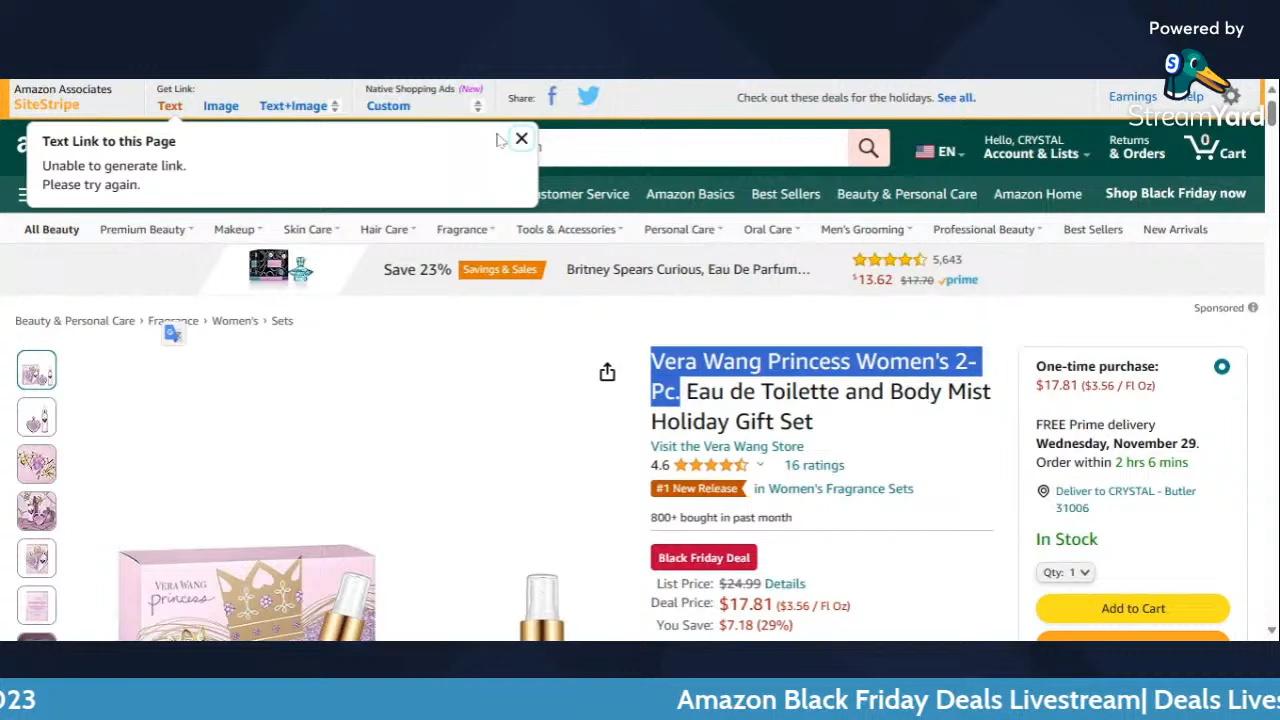 Powered by
StreamYard
Amazon Associates
SiteStripe
Get Link:
Text
Image
Text+Image
Native Shopping Ads (New)
Custom
Share:
Check out these deals for the holidays. See all.
Earnings
Help
Text Link to this Page
Unable to generate link.
Please try again.
EN
Hello, CRYSTAL
Account & Lists
Returns
& Orders
0
Cart
Customer Service
Amazon Basics
Best Sellers
Beauty & Personal Care
Amazon Home
Shop Black Friday now
All Beauty
Premium Beauty
Makeup
Skin Care
Hair Care
Fragrance
Tools & Accessories
Personal Care
Oral Care
Men's Grooming
Professional Beauty
Best Sellers
New Arrivals
Save 23%
Savings & Sales
Britney Spears Curious, Eau De Parfum...
5,643
$13.62 $17.70 prime
Sponsored
Beauty & Personal Care › Fragrance › Women's › Sets
Vera Wang Princess Women's 2-
Pc. Eau de Toilette and Body Mist
Holiday Gift Set
Visit the Vera Wang Store
4.6
16 ratings
#1 New Release
in Women's Fragrance Sets
800+ bought in past month
Black Friday Deal
List Price: $24.99 Details
Deal Price: $17.81 ($3.56 / Fl Oz)
You Save: $7.18 (29%)
One-time purchase:
$17.81 ($3.56 / Fl Oz)
FREE Prime delivery
Wednesday, November 29.
Order within 2 hrs 6 mins
Deliver to CRYSTAL - Butler
31006
In Stock
Qty: 1
Add to Cart
VERA WANG
princess
023
Amazon Black Friday Deals Livestream| Deals Lives